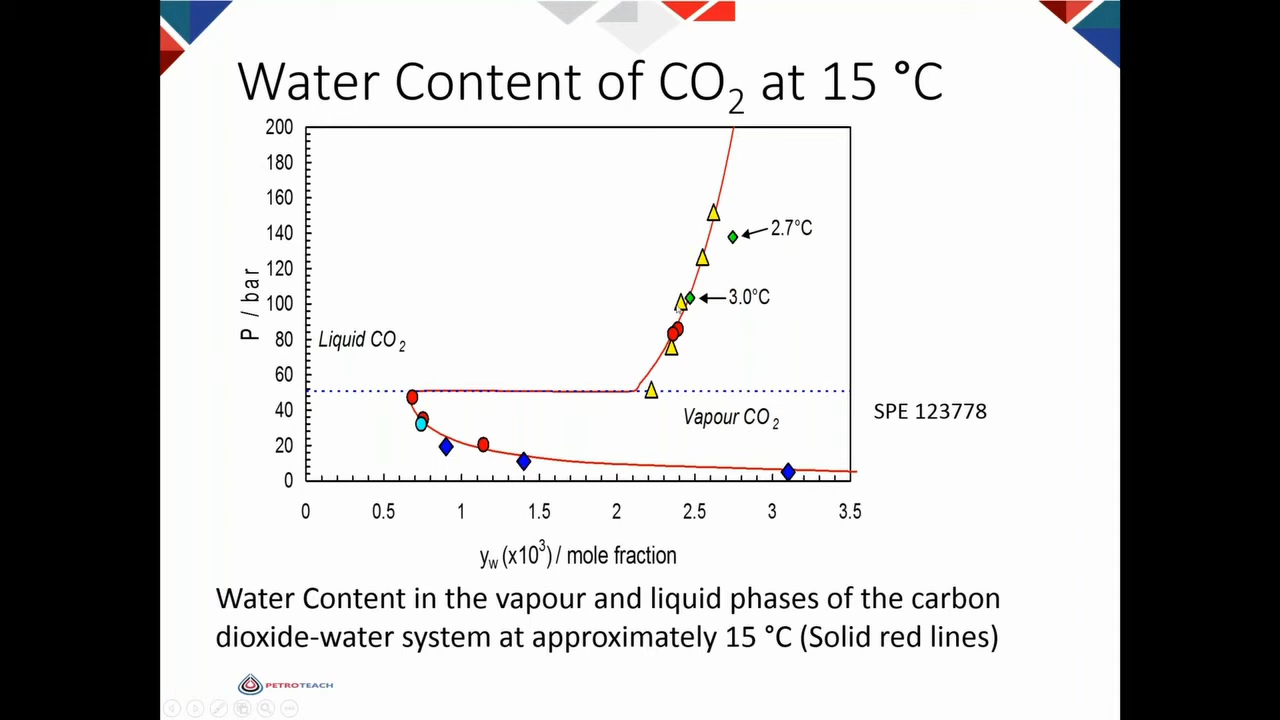 Water Content of CO₂ at 15 °C
200
180
160
140
120
100
80
60
40
20
0
P / bar
2.7°C
3.0°C
Liquid CO₂
Vapour CO₂
SPE 123778
0 0.5 1 1.5 2 2.5 3 3.5
y_w (x10³) / mole fraction
Water Content in the vapour and liquid phases of the carbon
dioxide-water system at approximately 15 °C (Solid red lines)
PETROTEACH